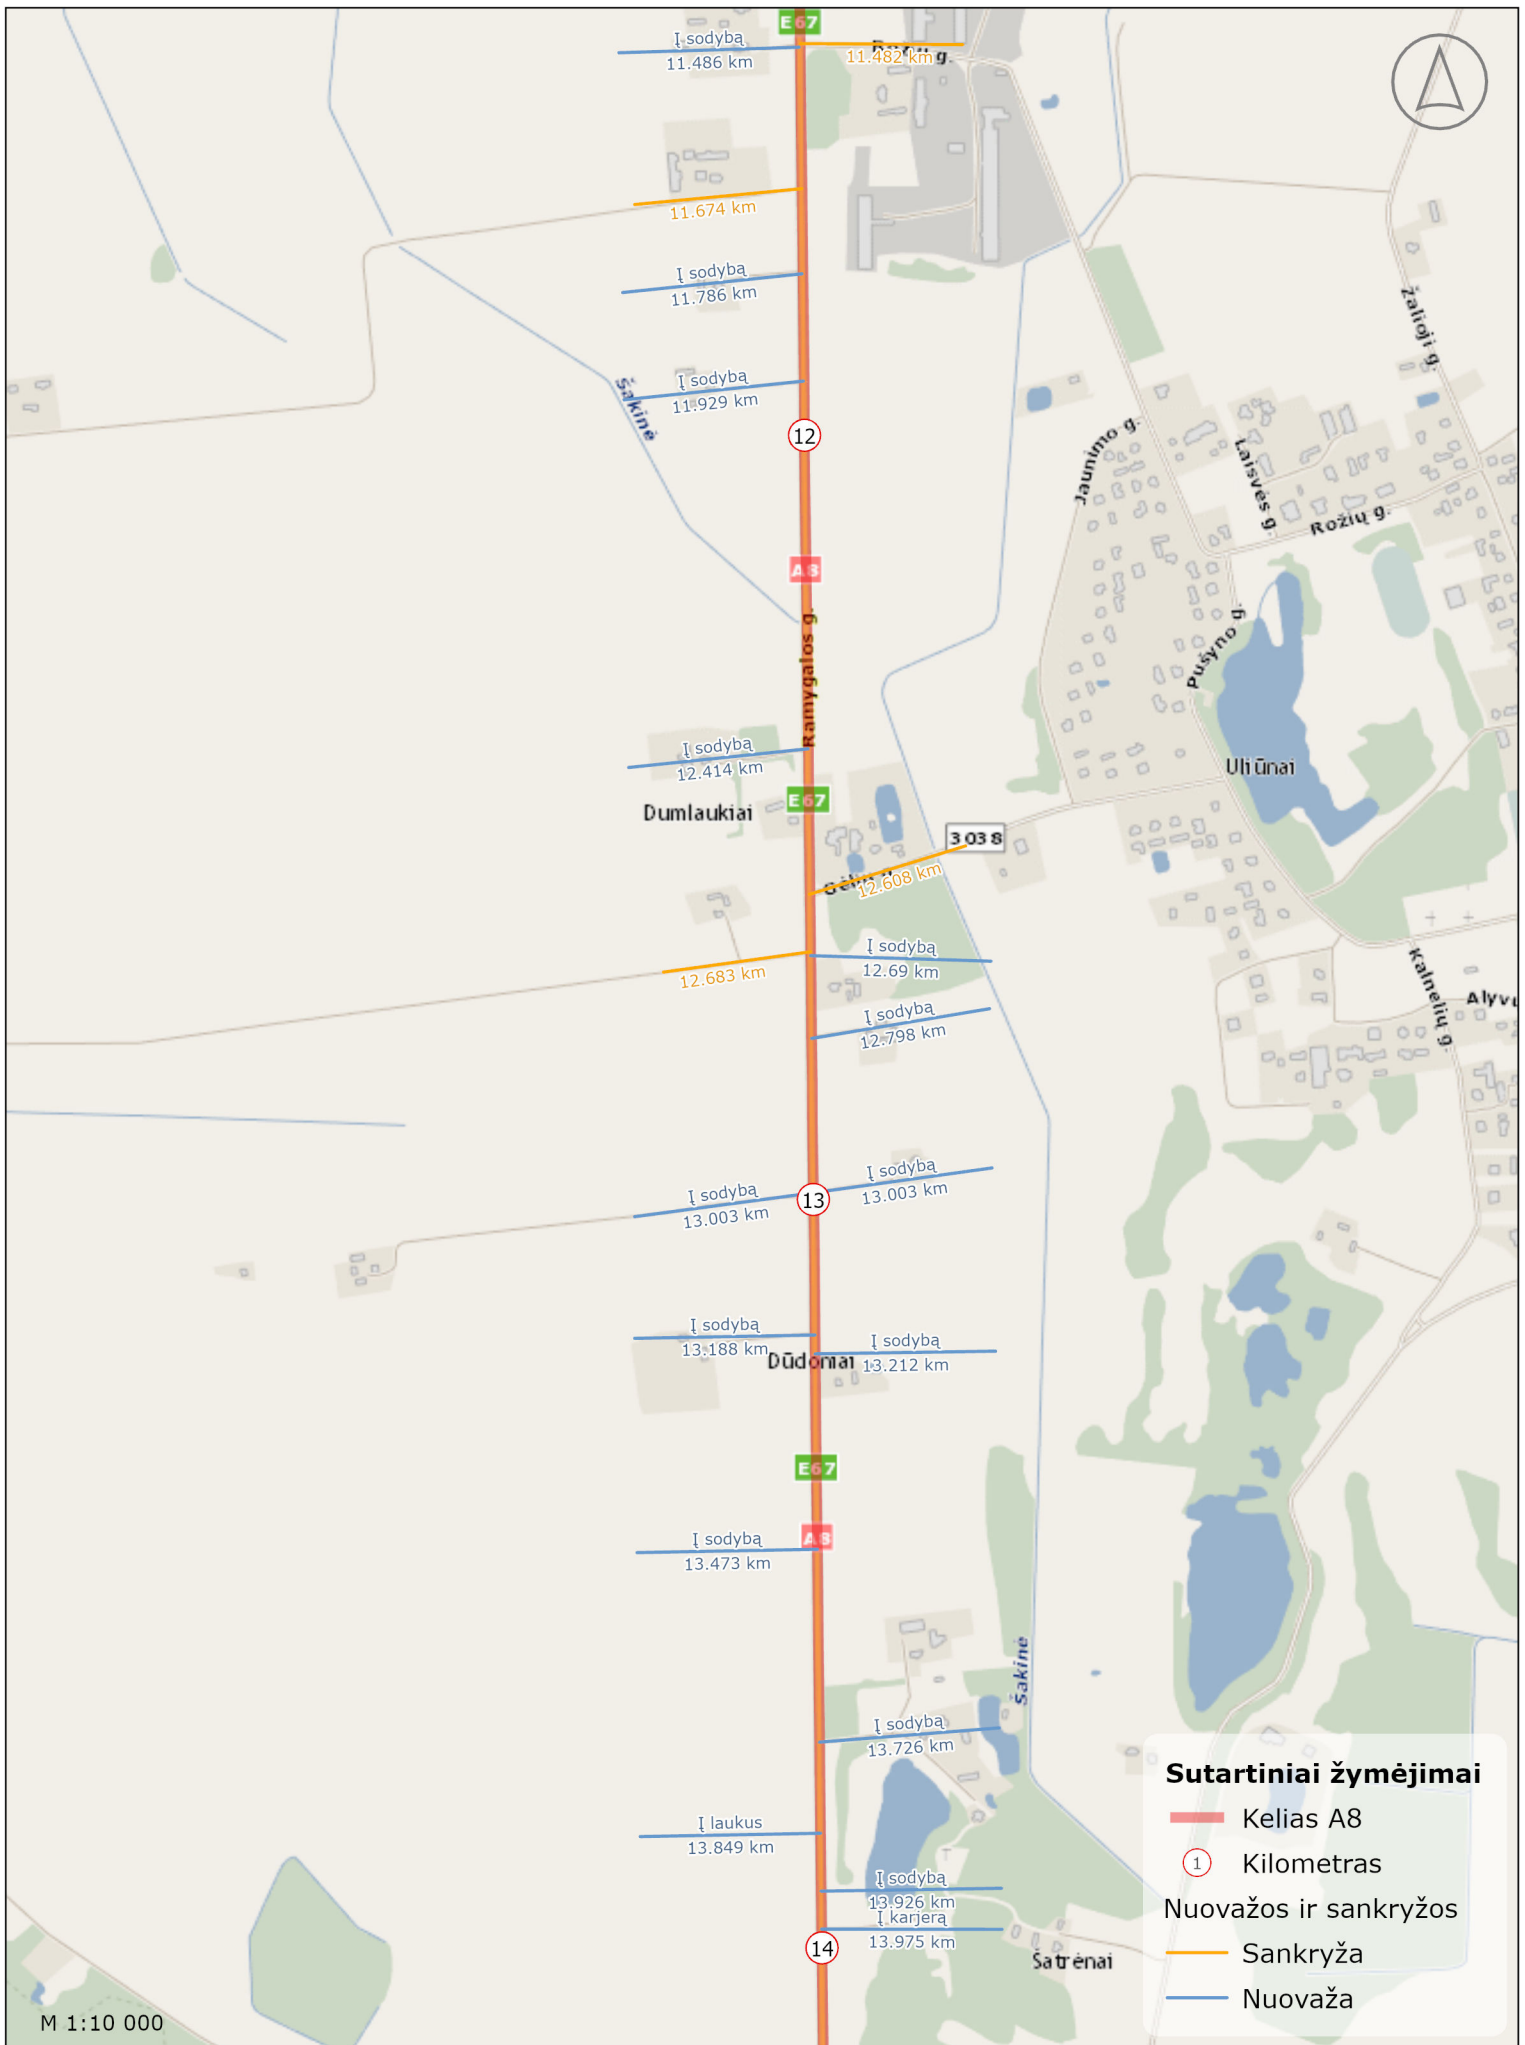 E67
Į sodybą
11.486 km
11.482 km
11.674 km
Į sodybą
11.786 km
Žalioji g.
Šakinė
Į sodybą
11.929 km
12
Jaunimo g.
Laisvės g.
Rožių g.
A8
Ramygalos g.
Pušyno g.
Į sodybą
12.414 km
Uliūnai
E67
Dumlaukiai
3038
12.608 km
Į sodybą
12.69 km
12.683 km
Kalnelių g.
Į sodybą
12.798 km
Į sodybą
13.003 km
Į sodybą
13.003 km
13
Į sodybą
13.188 km
Dūdoniai
Į sodybą
13.212 km
E67
A8
Į sodybą
13.473 km
Šakinė
Į sodybą
13.726 km
Į laukus
13.849 km
Į sodybą
13.926 km
Į karjerą
13.975 km
14
Šatrėnai
Sutartiniai žymėjimai
Kelias A8
1 Kilometras
Nuovažos ir sankryžos
Sankryža
Nuovaža
M 1:10 000